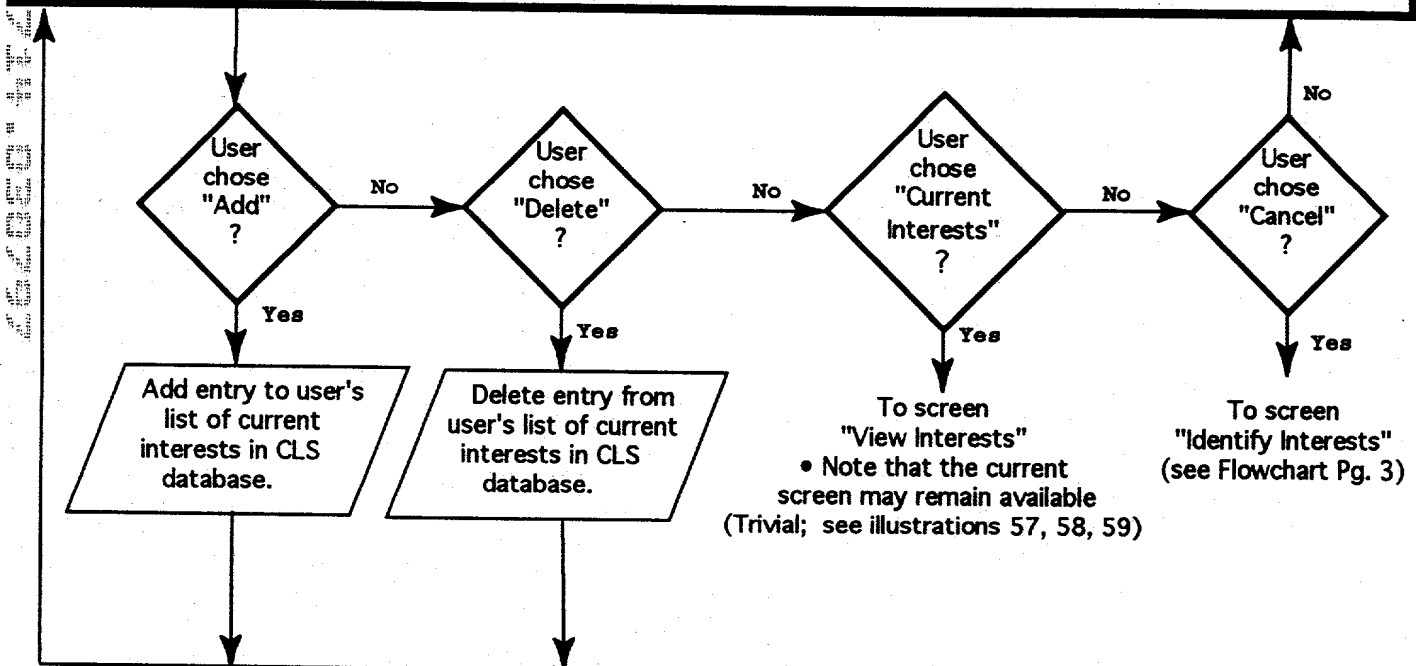 User
chose
"Add"
?
No
Yes
Add entry to user's
list of current
interests in CLS
database.
User
chose
"Delete"
?
No
Yes
Delete entry from
user's list of current
interests in CLS
database.
User
chose
"Current
Interests"
?
No
Yes
To screen
"View Interests"
• Note that the current
screen may remain available
(Trivial; see illustrations 57, 58, 59)
User
chose
"Cancel"
?
No
Yes
To screen
"Identify Interests"
(see Flowchart Pg. 3)